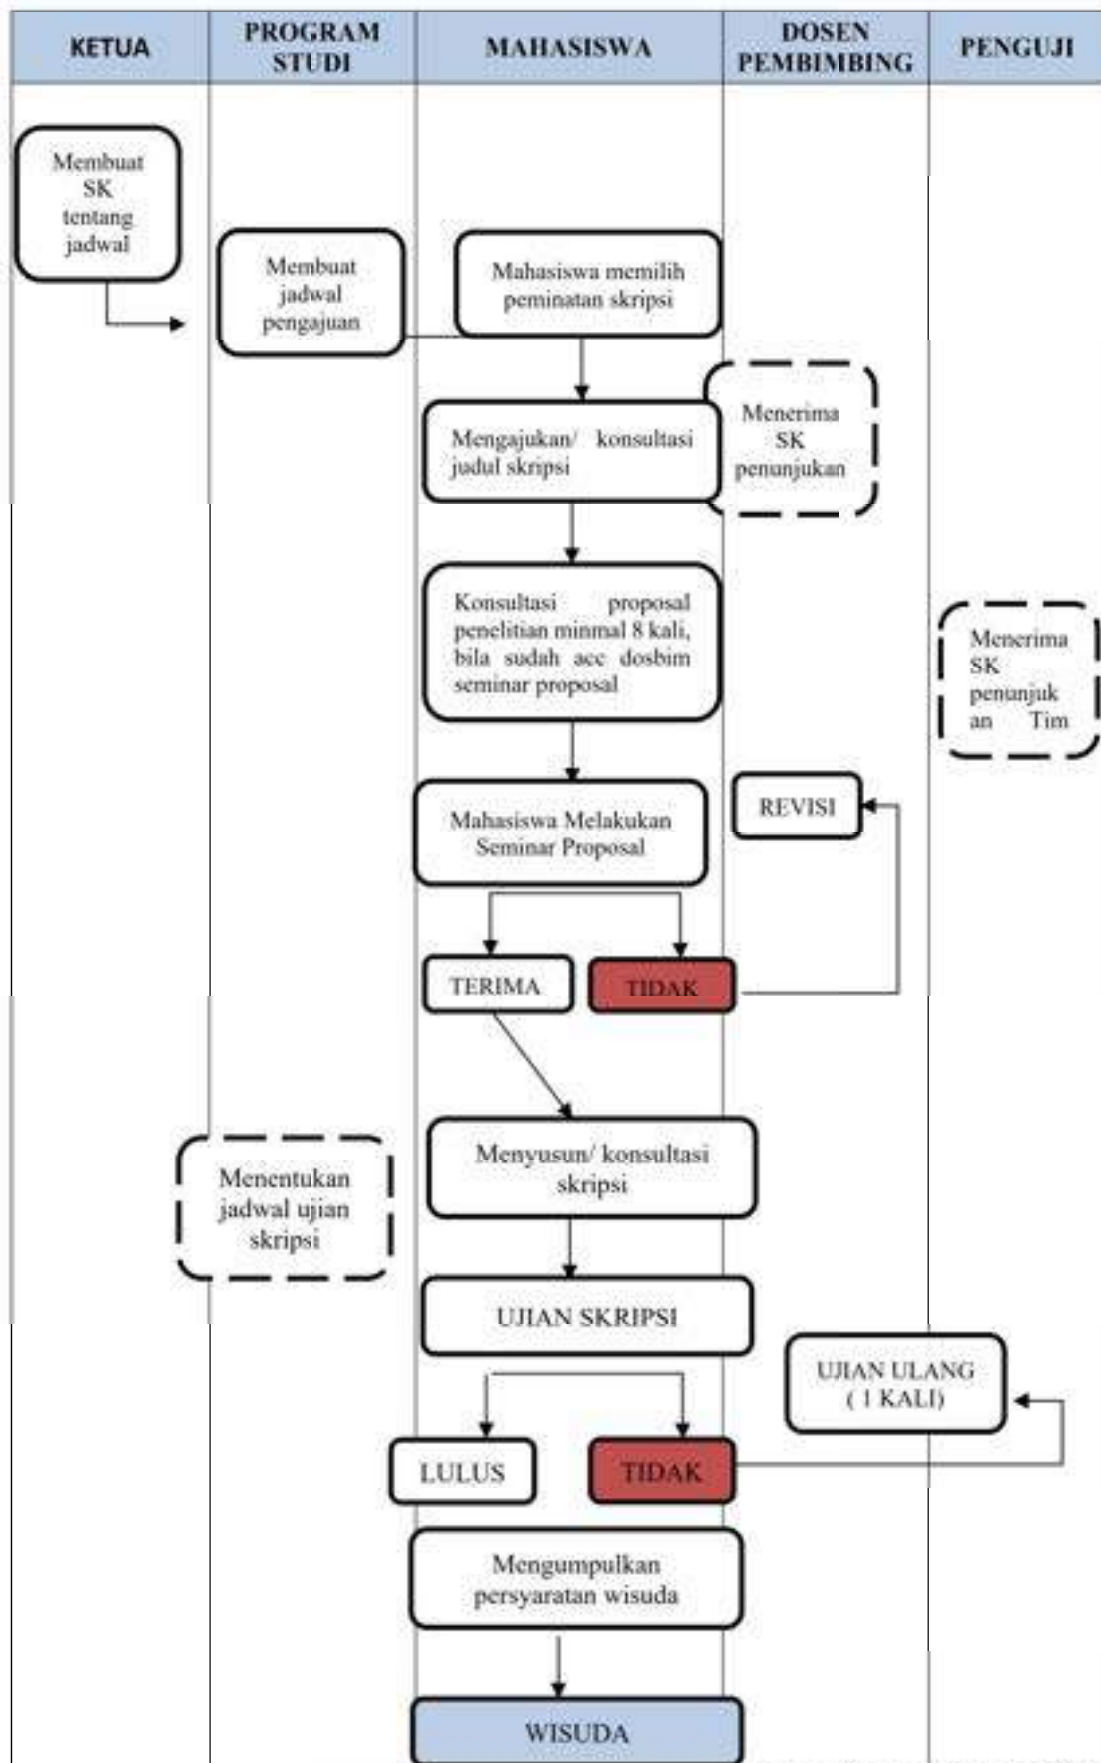 KETUA
PROGRAM
STUDI
MAHASISWA
DOSEN
PEMBIMBING
PENGUJI
Membuat
SK
tentang
jadwal
Membuat
jadwal
pengajuan
Mahasiswa memilih
peminatan skripsi
Mengajukan/ konsultasi
judul skripsi
Menerima
SK
penunjukan
Konsultasi proposal
penelitian minmal 8 kali,
bila sudah acc dosbim
seminar proposal
Menerima
SK
penunjuk
an Tim
Mahasiswa Melakukan
Seminar Proposal
REVISI
TERIMA
TIDAK
Menyusun/ konsultasi
skripsi
Menentukan
jadwal ujian
skripsi
UJIAN SKRIPSI
UJIAN ULANG
( 1 KALI)
LULUS
TIDAK
Mengumpulkan
persyaratan wisuda
WISUDA